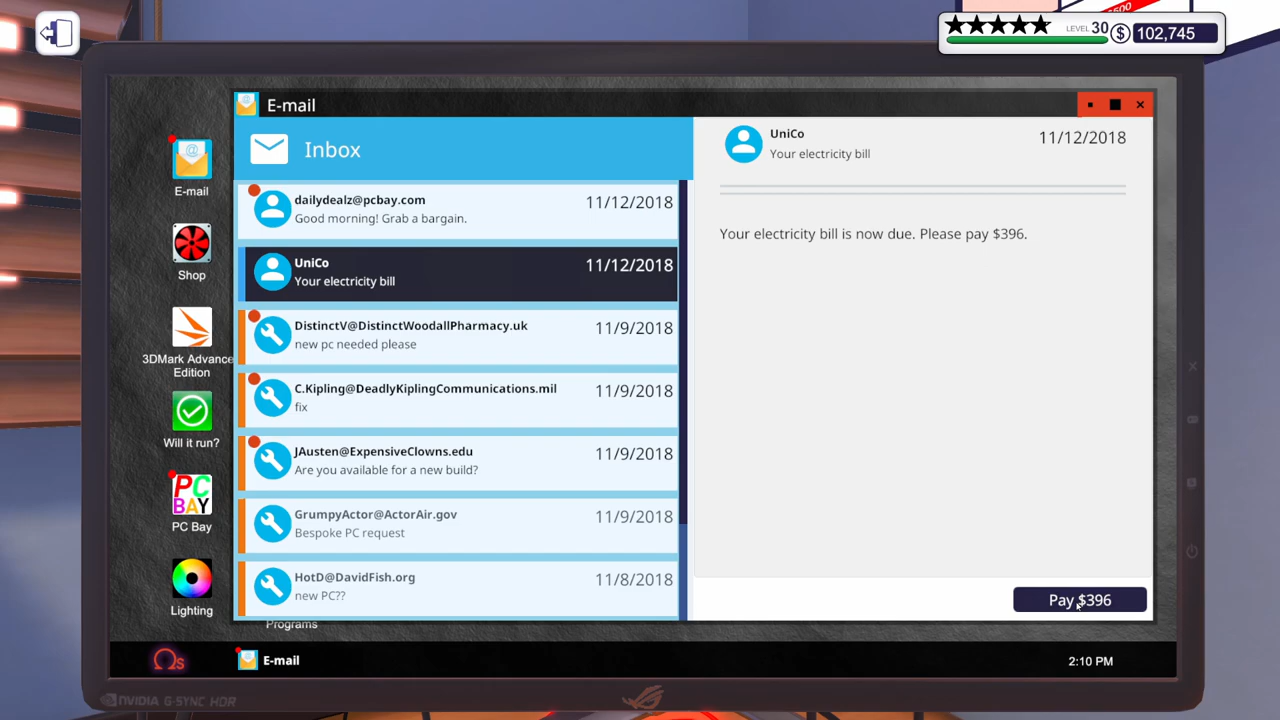 $500
LEVEL 30 $ 102,745
E-mail
Inbox
UniCo
Your electricity bill
11/12/2018
dailydealz@pcbay.com
Good morning! Grab a bargain.
11/12/2018
UniCo
Your electricity bill
11/12/2018
DistinctV@DistinctWoodallPharmacy.uk
new pc needed please
11/9/2018
C.Kipling@DeadlyKiplingCommunications.mil
fix
11/9/2018
JAusten@ExpensiveClowns.edu
Are you available for a new build?
11/9/2018
GrumpyActor@ActorAir.gov
Bespoke PC request
11/9/2018
HotD@DavidFish.org
new PC??
11/8/2018
Your electricity bill is now due. Please pay $396.
Pay $396
E-mail
Shop
3DMark Advance
Edition
Will it run?
PC
BAY
PC Bay
Lighting
Programs
Ωs
E-mail
2:10 PM
NVIDIA G-SYNC HDR